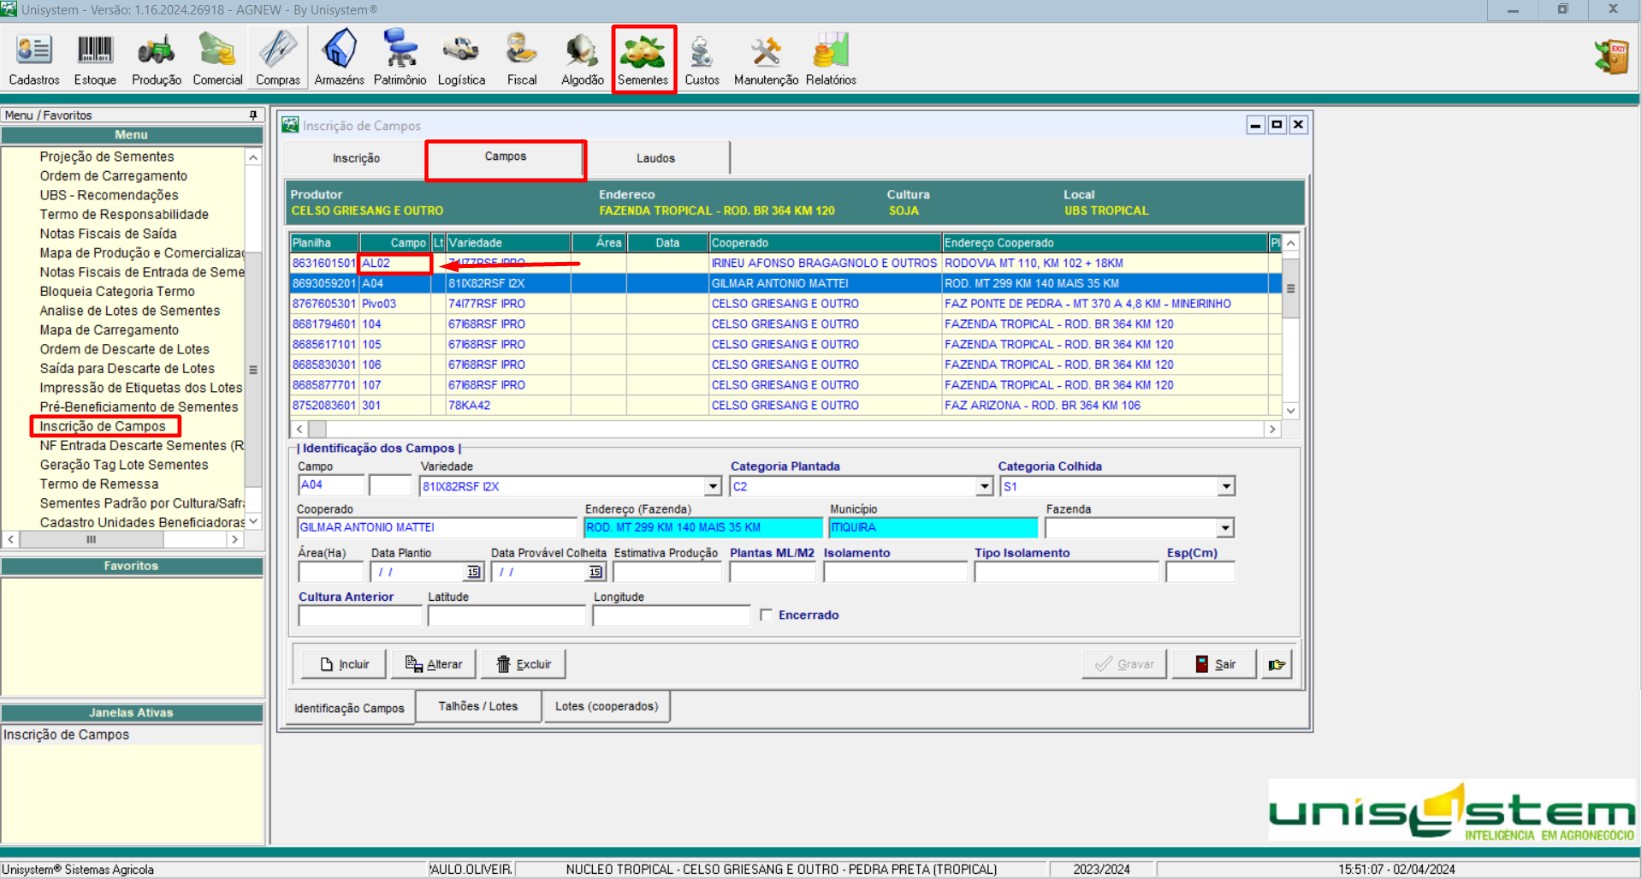 Unisystem - Versão: 1.16.2024.26918 - AGNEW - By Unisystem®
Cadastros Estoque Produção Comercial Compras Armazéns Patrimônio Logística Fiscal Algodão Sementes Custos Manutenção Relatórios
EXIT
Menu / Favoritos
Menu
Projeção de Sementes
Ordem de Carregamento
UBS - Recomendações
Termo de Responsabilidade
Notas Fiscais de Saída
Mapa de Produção e Comercializaç
Notas Fiscais de Entrada de Seme
Bloqueia Categoria Termo
Analise de Lotes de Sementes
Mapa de Carregamento
Ordem de Descarte de Lotes
Saída para Descarte de Lotes
Impressão de Etiquetas dos Lotes
Pré-Beneficiamento de Sementes
Inscrição de Campos
NF Entrada Descarte Sementes (R
Geração Tag Lote Sementes
Termo de Remessa
Sementes Padrão por Cultura/Safr
Cadastro Unidades Beneficiadoras
Favoritos
Janelas Ativas
Inscrição de Campos
Inscrição de Campos
Inscrição Campos Laudos
Produtor Endereco Cultura Local
CELSO GRIESANG E OUTRO FAZENDA TROPICAL - ROD. BR 364 KM 120 SOJA UBS TROPICAL
Planilha Campo Lt Variedade Área Data Cooperado Endereço Cooperado Pl
8631601501 AL02 74I77RSF IPRO IRINEU AFONSO BRAGAGNOLO E OUTROS RODOVIA MT 110, KM 102 + 18KM
8693059201 A04 81IX82RSF I2X GILMAR ANTONIO MATTEI ROD. MT 299 KM 140 MAIS 35 KM
8767605301 Pivo03 74I77RSF IPRO CELSO GRIESANG E OUTRO FAZ PONTE DE PEDRA - MT 370 A 4,8 KM - MINEIRINHO
8681794601 104 67I68RSF IPRO CELSO GRIESANG E OUTRO FAZENDA TROPICAL - ROD. BR 364 KM 120
8685617101 105 67I68RSF IPRO CELSO GRIESANG E OUTRO FAZENDA TROPICAL - ROD. BR 364 KM 120
8685830301 106 67I68RSF IPRO CELSO GRIESANG E OUTRO FAZENDA TROPICAL - ROD. BR 364 KM 120
8685877701 107 67I68RSF IPRO CELSO GRIESANG E OUTRO FAZENDA TROPICAL - ROD. BR 364 KM 120
8752083601 301 78KA42 CELSO GRIESANG E OUTRO FAZ ARIZONA - ROD. BR 364 KM 106
| Identificação dos Campos |
Campo Variedade Categoria Plantada Categoria Colhida
A04 81IX82RSF I2X C2 S1
Cooperado Endereço (Fazenda) Município Fazenda
GILMAR ANTONIO MATTEI ROD. MT 299 KM 140 MAIS 35 KM ITIQUIRA
Área(Ha) Data Plantio Data Provável Colheita Estimativa Produção Plantas ML/M2 Isolamento Tipo Isolamento Esp(Cm)
/ / 15 / / 15
Cultura Anterior Latitude Longitude
Encerrado
Incluir Alterar Excluir Gravar Sair
Identificação Campos Talhões / Lotes Lotes (cooperados)
unisystem
INTELIGÊNCIA EM AGRONEGÓCIO
Unisystem® Sistemas Agricola AULO.OLIVEIR. NUCLEO TROPICAL - CELSO GRIESANG E OUTRO - PEDRA PRETA (TROPICAL) 2023/2024 15:51:07 - 02/04/2024